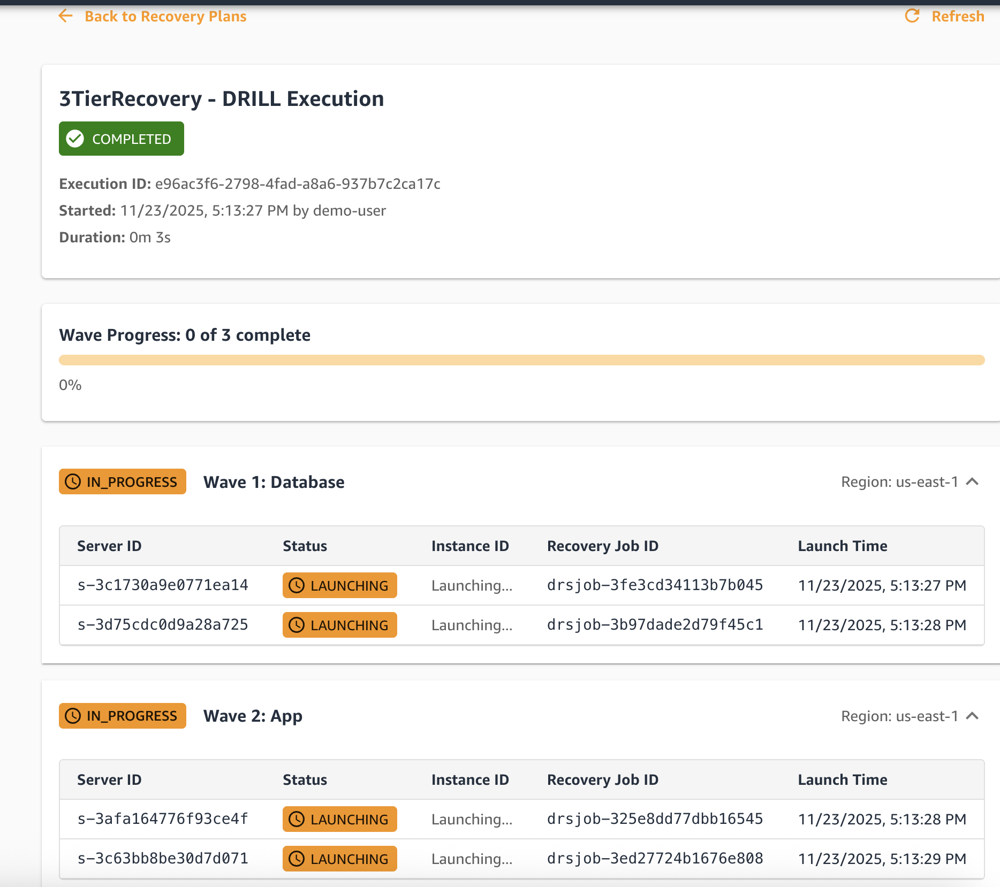 Back to Recovery Plans
Refresh
3TierRecovery - DRILL Execution
COMPLETED
Execution ID: e96ac3f6-2798-4fad-a8a6-937b7c2ca17c
Started: 11/23/2025, 5:13:27 PM by demo-user
Duration: 0m 3s
Wave Progress: 0 of 3 complete
0%
IN_PROGRESS Wave 1: Database Region: us-east-1
Server ID Status Instance ID Recovery Job ID Launch Time
s-3c1730a9e0771ea14 LAUNCHING Launching... drsjob-3fe3cd34113b7b045 11/23/2025, 5:13:27 PM
s-3d75cdc0d9a28a725 LAUNCHING Launching... drsjob-3b97dade2d79f45c1 11/23/2025, 5:13:28 PM
IN_PROGRESS Wave 2: App Region: us-east-1
Server ID Status Instance ID Recovery Job ID Launch Time
s-3afa164776f93ce4f LAUNCHING Launching... drsjob-325e8dd77dbb16545 11/23/2025, 5:13:28 PM
s-3c63bb8be30d7d071 LAUNCHING Launching... drsjob-3ed27724b1676e808 11/23/2025, 5:13:29 PM